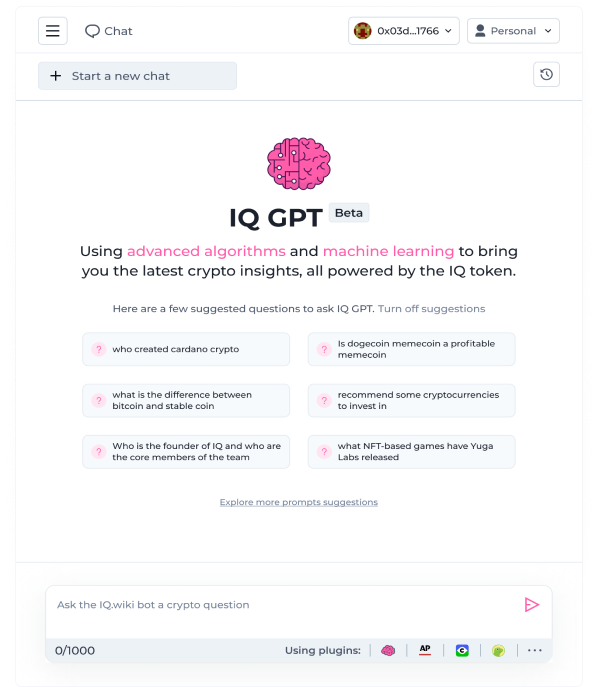 Chat
0x03d...1766
Personal
+ Start a new chat
IQ GPT Beta
Using advanced algorithms and machine learning to bring
you the latest crypto insights, all powered by the IQ token.
Here are a few suggested questions to ask IQ GPT. Turn off suggestions
? who created cardano crypto
? Is dogecoin memecoin a profitable
memecoin
? what is the difference between
bitcoin and stable coin
? recommend some cryptocurrencies
to invest in
? Who is the founder of IQ and who are
the core members of the team
? what NFT-based games have Yuga
Labs released
Explore more prompts suggestions
Ask the IQ.wiki bot a crypto question
0/1000
Using plugins:
AP
...